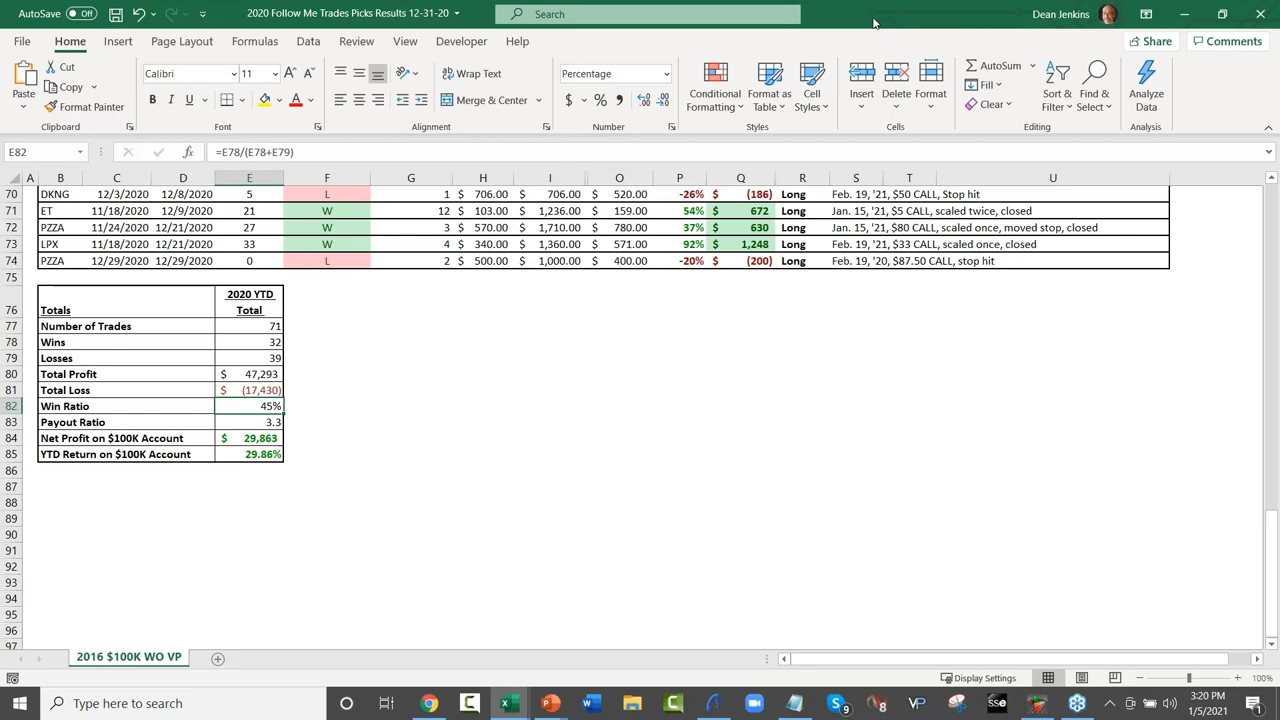 AutoSave Off 2020 Follow Me Trades Picks Results 12-31-20 Search Dean Jenkins
File Home Insert Page Layout Formulas Data Review View Developer Help Share Comments
Paste Cut Copy Format Painter Clipboard
Calibri 11 A A B I U A Font
Wrap Text Merge & Center Alignment
Percentage $ % , Number
Conditional Formatting Format as Table Cell Styles Styles
Insert Delete Format Cells
AutoSum Fill Clear Sort & Filter Find & Select Editing
Analyze Data Analysis
E82 fx =E78/(E78+E79)
A B C D E F G H I O P Q R S T U
70 DKNG 12/3/2020 12/8/2020 5 L 1 $ 706.00 $ 706.00 $ 520.00 -26% $ (186) Long Feb. 19, '21, $50 CALL, Stop hit
71 ET 11/18/2020 12/9/2020 21 W 12 $ 103.00 $ 1,236.00 $ 159.00 54% $ 672 Long Jan. 15, '21, $5 CALL, scaled twice, closed
72 PZZA 11/24/2020 12/21/2020 27 W 3 $ 570.00 $ 1,710.00 $ 780.00 37% $ 630 Long Jan. 15, '21, $80 CALL, scaled once, moved stop, closed
73 LPX 11/18/2020 12/21/2020 33 W 4 $ 340.00 $ 1,360.00 $ 571.00 92% $ 1,248 Long Feb. 19, '21, $33 CALL, scaled once, closed
74 PZZA 12/29/2020 12/29/2020 0 L 2 $ 500.00 $ 1,000.00 $ 400.00 -20% $ (200) Long Feb. 19, '20, $87.50 CALL, stop hit
75
2020 YTD
76 Totals Total
77 Number of Trades 71
78 Wins 32
79 Losses 39
80 Total Profit $ 47,293
81 Total Loss $ (17,430)
82 Win Ratio 45%
83 Payout Ratio 3.3
84 Net Profit on $100K Account $ 29,863
85 YTD Return on $100K Account 29.86%
86
87
88
89
90
91
92
93
94
95
96
97
2016 $100K WO VP
Display Settings 100%
Type here to search 9 VP sse 3:20 PM
1/5/2021